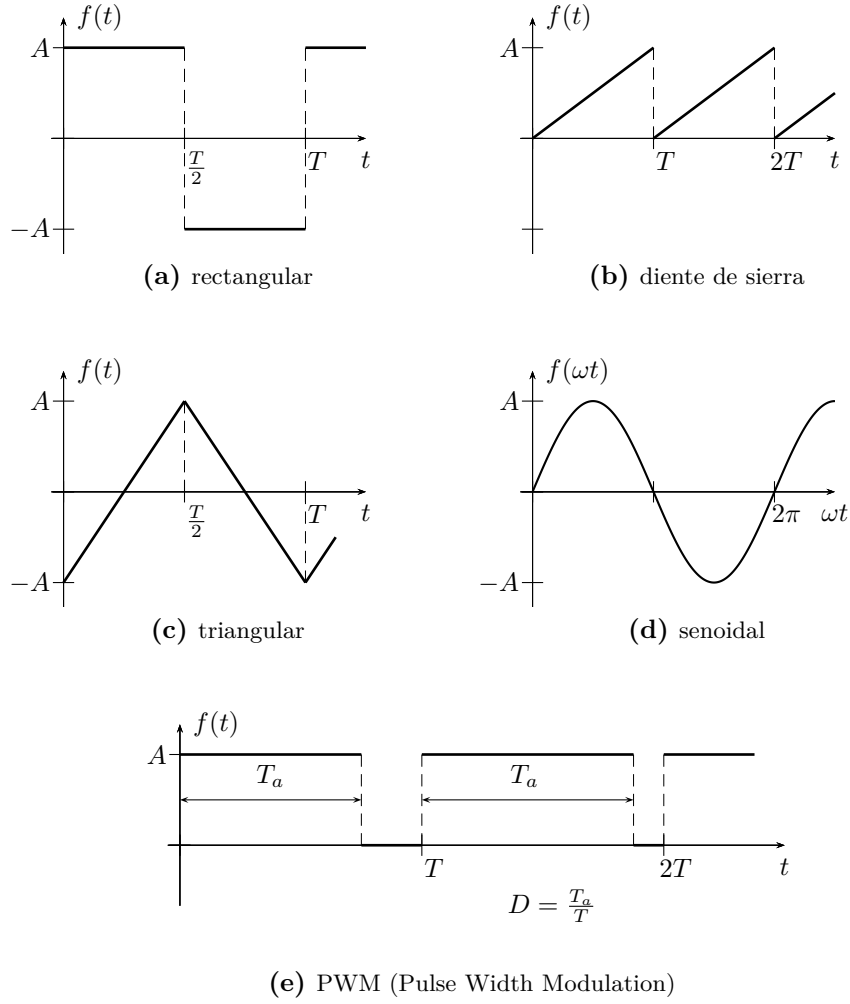 f(t)
A
T/2
T
t
−A
(a) rectangular
f(t)
A
T
2T
t
(b) diente de sierra
f(t)
A
T/2
T
t
−A
(c) triangular
f(ωt)
A
2π
ωt
−A
(d) senoidal
f(t)
A
T_a
T_a
T
2T
t
D = T_a/T
(e) PWM (Pulse Width Modulation)